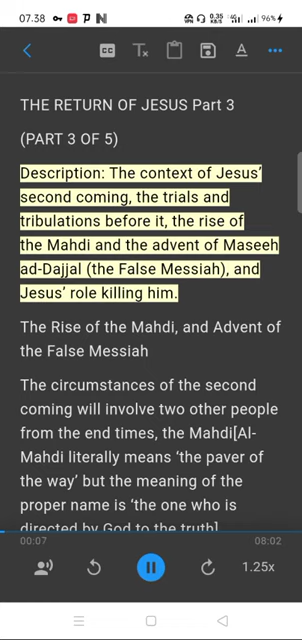 07.38
0.35
KB/S
4G
96%
CC
THE RETURN OF JESUS Part 3
(PART 3 OF 5)
Description: The context of Jesus’
second coming, the trials and
tribulations before it, the rise of
the Mahdi and the advent of Maseeh
ad-Dajjal (the False Messiah), and
Jesus’ role killing him.
The Rise of the Mahdi, and Advent of
the False Messiah
The circumstances of the second
coming will involve two other people
from the end times, the Mahdi[Al-
Mahdi literally means ‘the paver of
the way’ but the meaning of the
proper name is ‘the one who is
directed by God to the truth]
00:07
08:02
1.25x